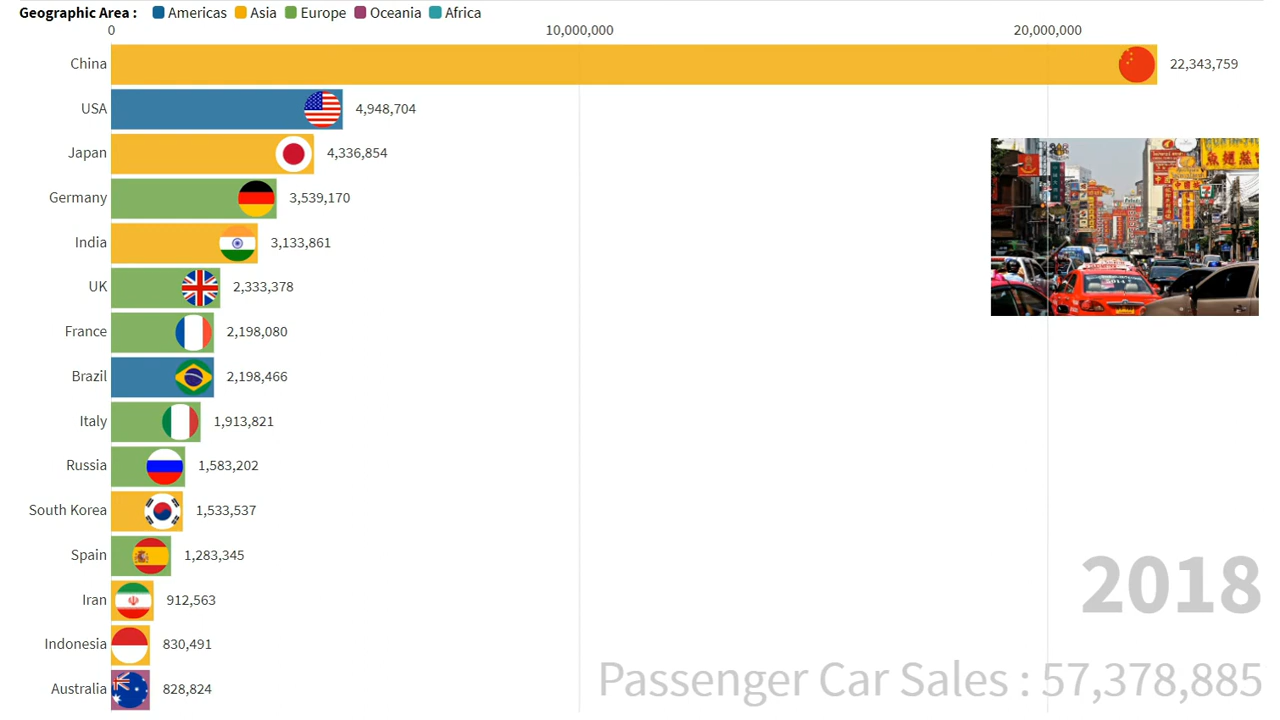 Geographic Area : Americas Asia Europe Oceania Africa
0 10,000,000 20,000,000
China 22,343,759
USA 4,948,704
Japan 4,336,854
Germany 3,539,170
India 3,133,861
UK 2,333,378
France 2,198,080
Brazil 2,198,466
Italy 1,913,821
Russia 1,583,202
South Korea 1,533,537
Spain 1,283,345
Iran 912,563
Indonesia 830,491
Australia 828,824
2018
Passenger Car Sales : 57,378,885